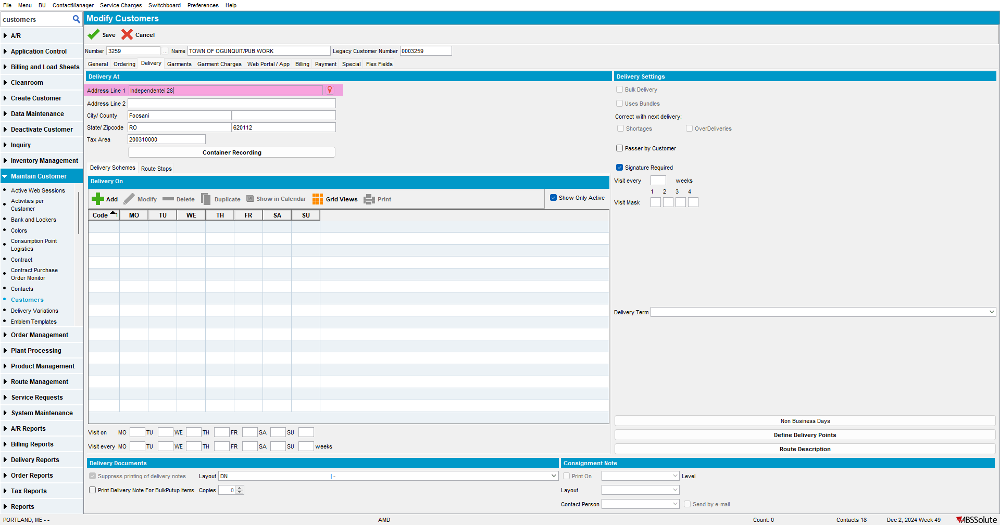 File Menu BU ContactManager Service Charges Switchboard Preferences Help
customers
Modify Customers
Save Cancel
A/R
Application Control
Billing and Load Sheets
Cleanroom
Create Customer
Data Maintenance
Deactivate Customer
Inquiry
Inventory Management
Maintain Customer
Active Web Sessions
Activities per
Customer
Bank and Lockers
Colors
Consumption Point
Logistics
Contract
Contract Purchase
Order Monitor
Contacts
Customers
Delivery Variations
Emblem Templates
Order Management
Plant Processing
Product Management
Route Management
Service Requests
System Maintenance
A/R Reports
Billing Reports
Delivery Reports
Order Reports
Tax Reports
Reports
Number 3259 ... Name TOWN OF OGUNQUIT/PUB.WORK Legacy Customer Number 0003259
General Ordering Delivery Garments Garment Charges Web Portal / App Billing Payment Special Flex Fields
Delivery At
Address Line 1 Independentei 28
Address Line 2
City/ County Focsani
State/ Zipcode RO 620112
Tax Area 200310000
Container Recording
Delivery Schemes Route Stops
Delivery On
Add Modify Delete Duplicate 16 Show in Calendar Grid Views Print Show Only Active
Code 1 MO TU WE TH FR SA SU
Visit on MO TU WE TH FR SA SU
Visit every MO TU WE TH FR SA SU weeks
Delivery Settings
Bulk Delivery
Uses Bundles
Correct with next delivery:
Shortages OverDeliveries
Passer by Customer
Signature Required
Visit every weeks
1 2 3 4
Visit Mask
Delivery Term
Non Business Days
Define Delivery Points
Route Description
Delivery Documents
Suppress printing of delivery notes Layout DN | -
Print Delivery Note For BulkPutup Items Copies 0
Consignment Note
Print On Level
Layout
Contact Person Send by e-mail
PORTLAND, ME - - AMD Count: 0 Contacts 18 Dec 2, 2024 Week 49 ABSSolute